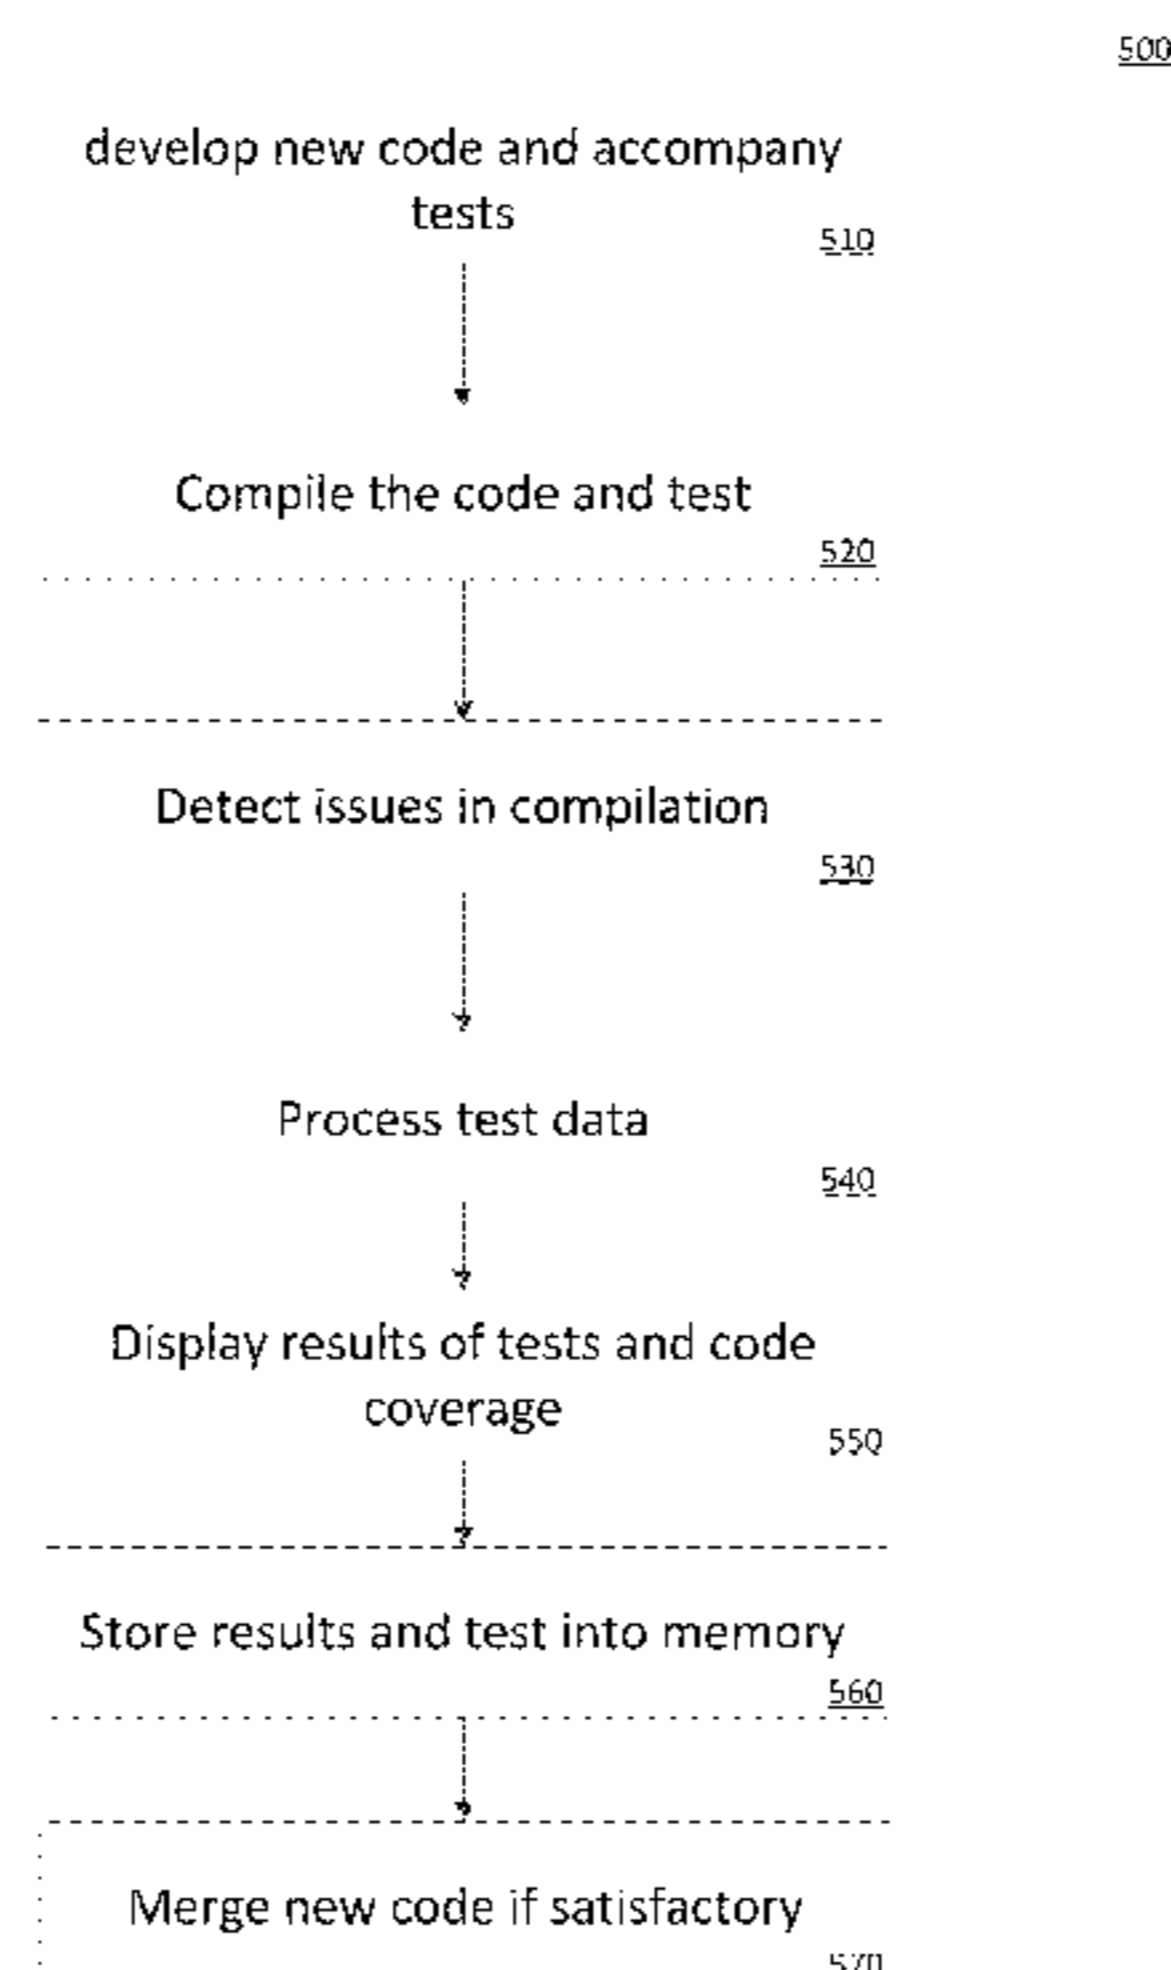 500
develop new code and accompany
tests
510
Compile the code and test
520
Detect issues in compilation
530
Process test data
540
Display results of tests and code
coverage
550
Store results and test into memory
560
Merge new code if satisfactory
570